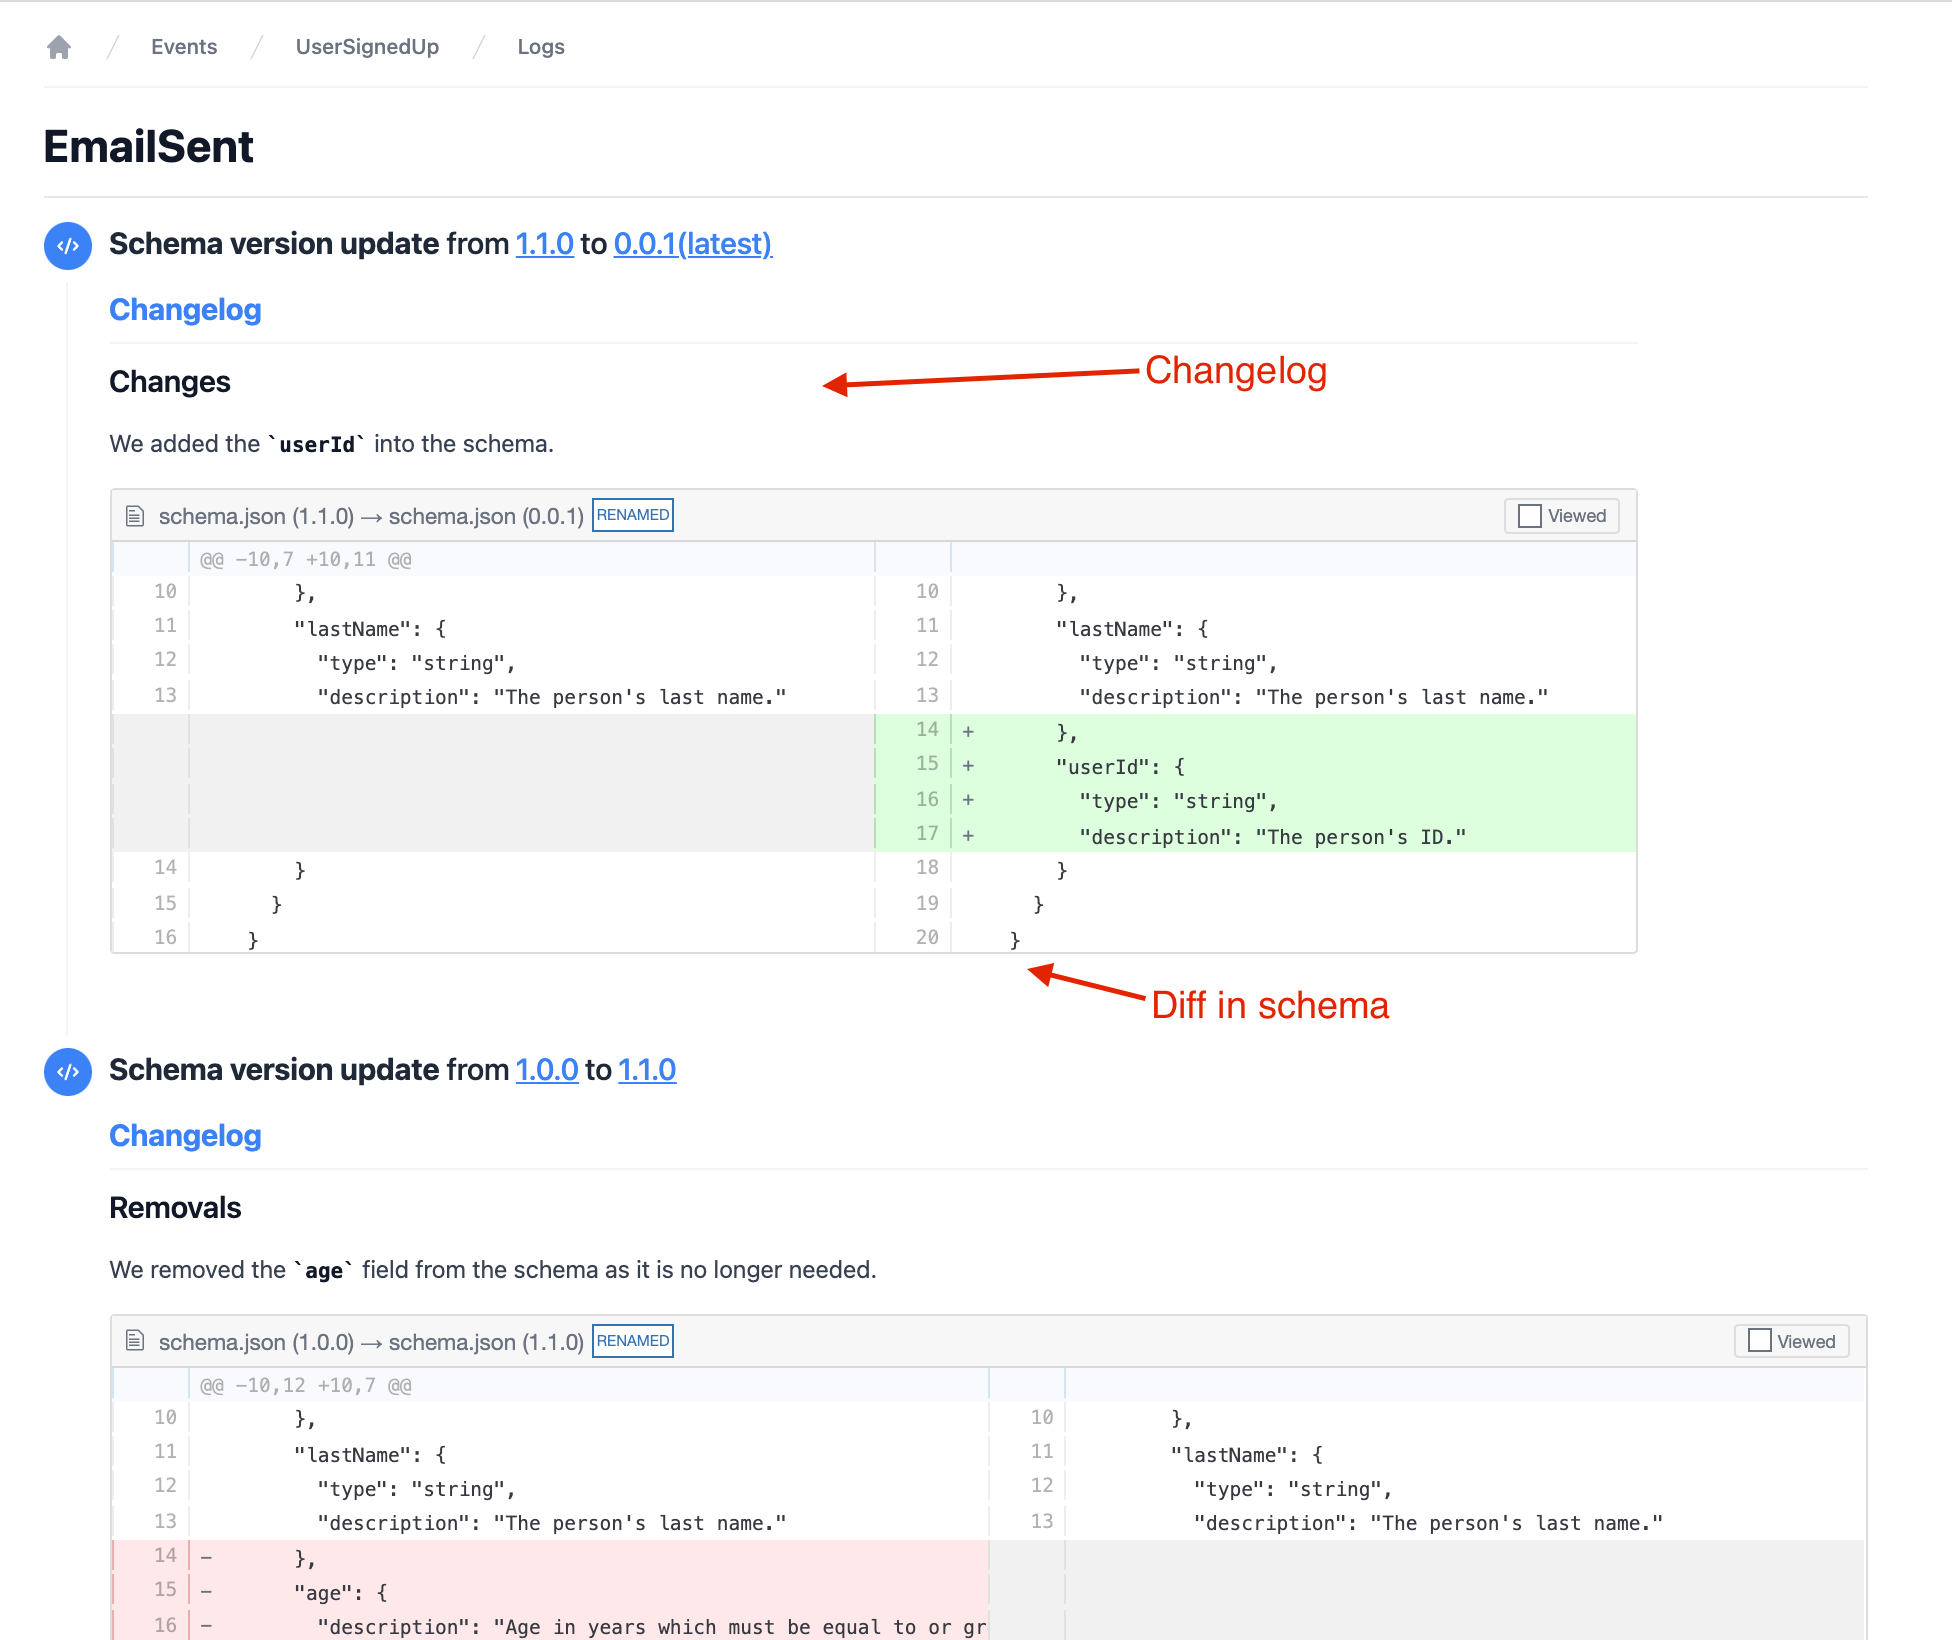 Events / UserSignedUp / Logs
EmailSent
</> Schema version update from 1.1.0 to 0.0.1(latest)
Changelog
Changes
Changelog
We added the `userId` into the schema.
schema.json (1.1.0) → schema.json (0.0.1) RENAMED Viewed
@@ -10,7 +10,11 @@
10 }, 10 },
11 "lastName": { 11 "lastName": {
12 "type": "string", 12 "type": "string",
13 "description": "The person's last name." 13 "description": "The person's last name."
14 + },
15 + "userId": {
16 + "type": "string",
17 + "description": "The person's ID."
14 } 18 }
15 } 19 }
16 } 20 }
Diff in schema
</> Schema version update from 1.0.0 to 1.1.0
Changelog
Removals
We removed the `age` field from the schema as it is no longer needed.
schema.json (1.0.0) → schema.json (1.1.0) RENAMED Viewed
@@ -10,12 +10,7 @@
10 }, 10 },
11 "lastName": { 11 "lastName": {
12 "type": "string", 12 "type": "string",
13 "description": "The person's last name." 13 "description": "The person's last name."
14 - },
15 - "age": {
16 - "description": "Age in years which must be equal to or gr